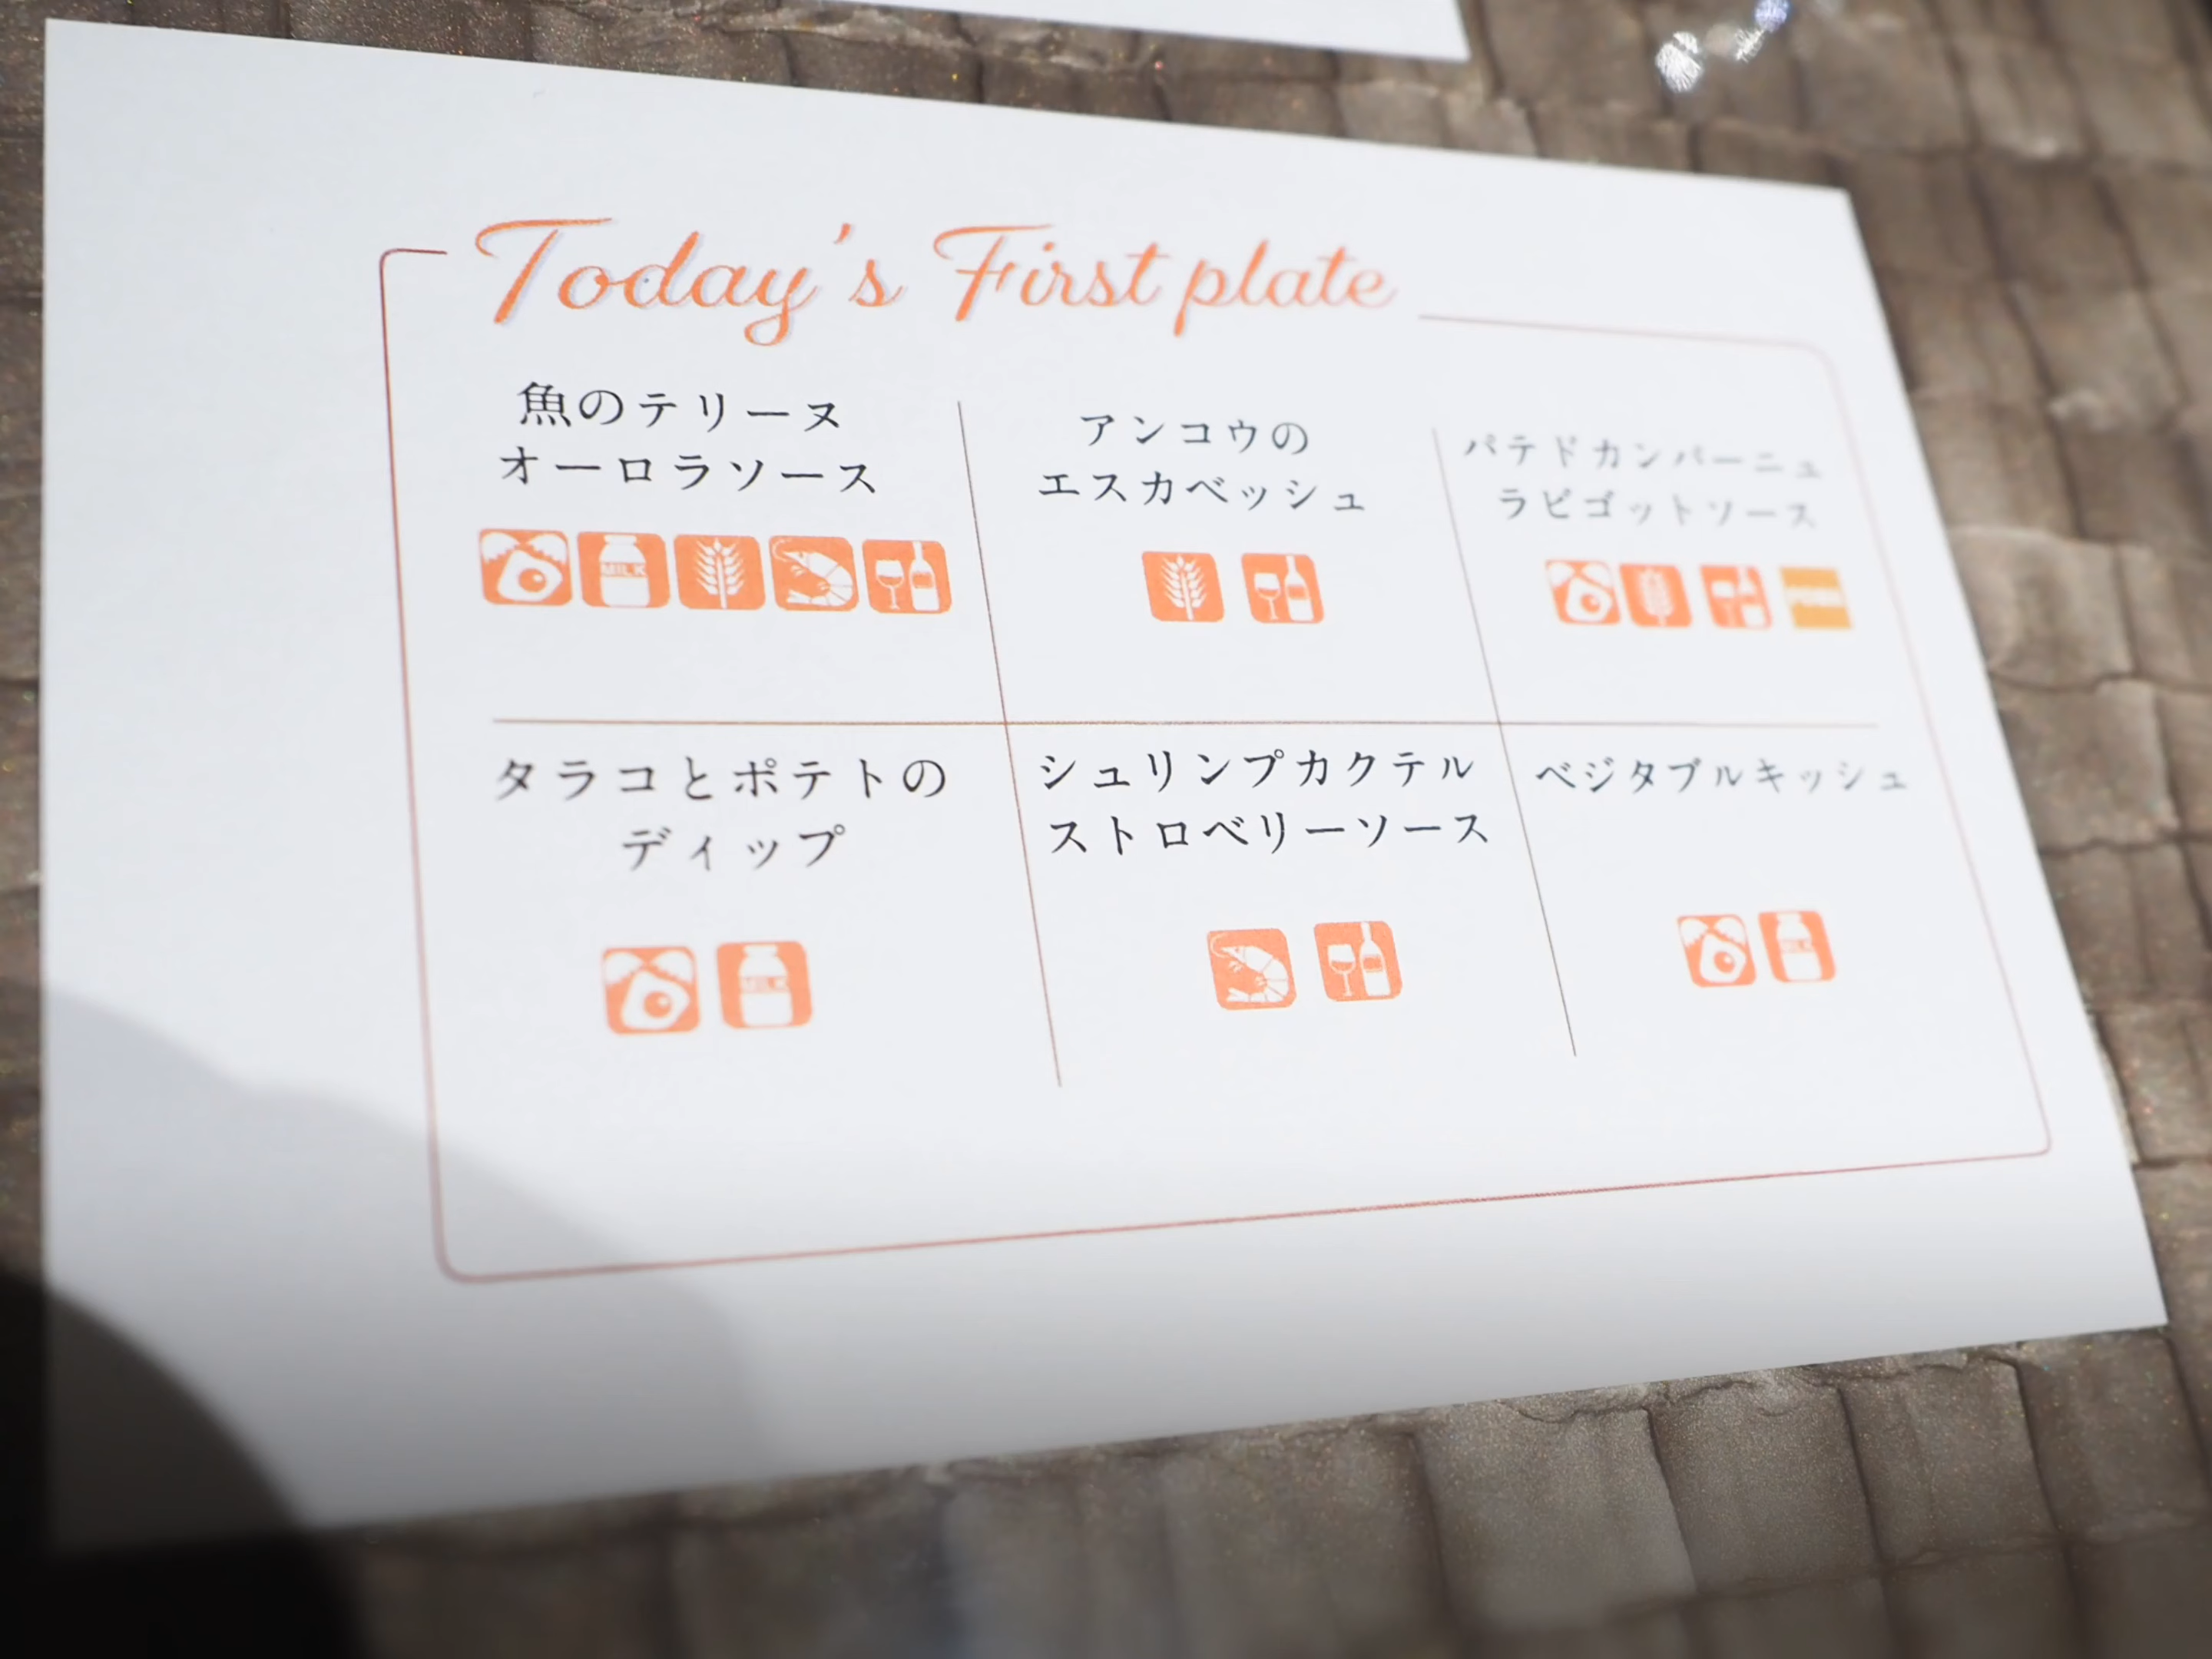 Today's First plate
魚のテリーヌ
オーロラソース
MILK
アンコウの
エスカベッシュ
パテドカンパーニュ
ラビゴットソース
タラコとポテトの
ディップ
MILK
シュリンプカクテル
ストロベリーソース
ベジタブルキッシュ
MILK